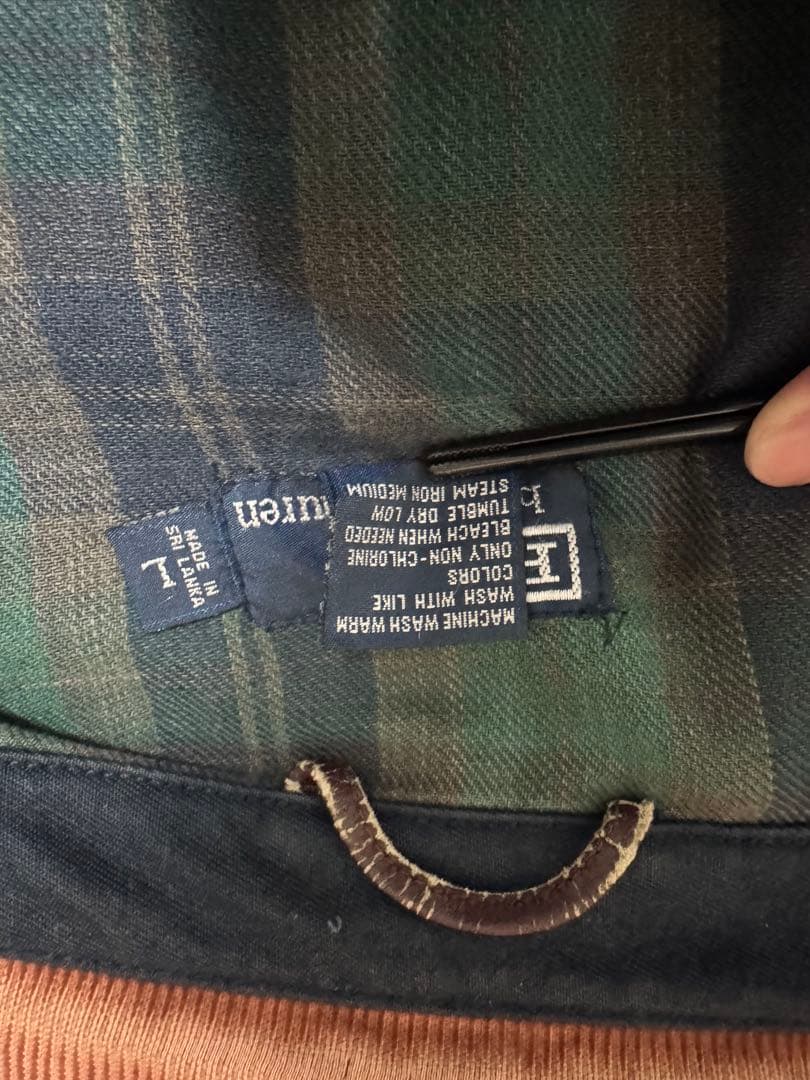 MACHINE WASH WARM
WASH WITH LIKE
COLORS
ONLY NON-CHLORINE
BLEACH WHEN NEEDED
TUMBLE DRY LOW
STEAM IRON MEDIUM
uren
L
MADE IN
SRI LANKA